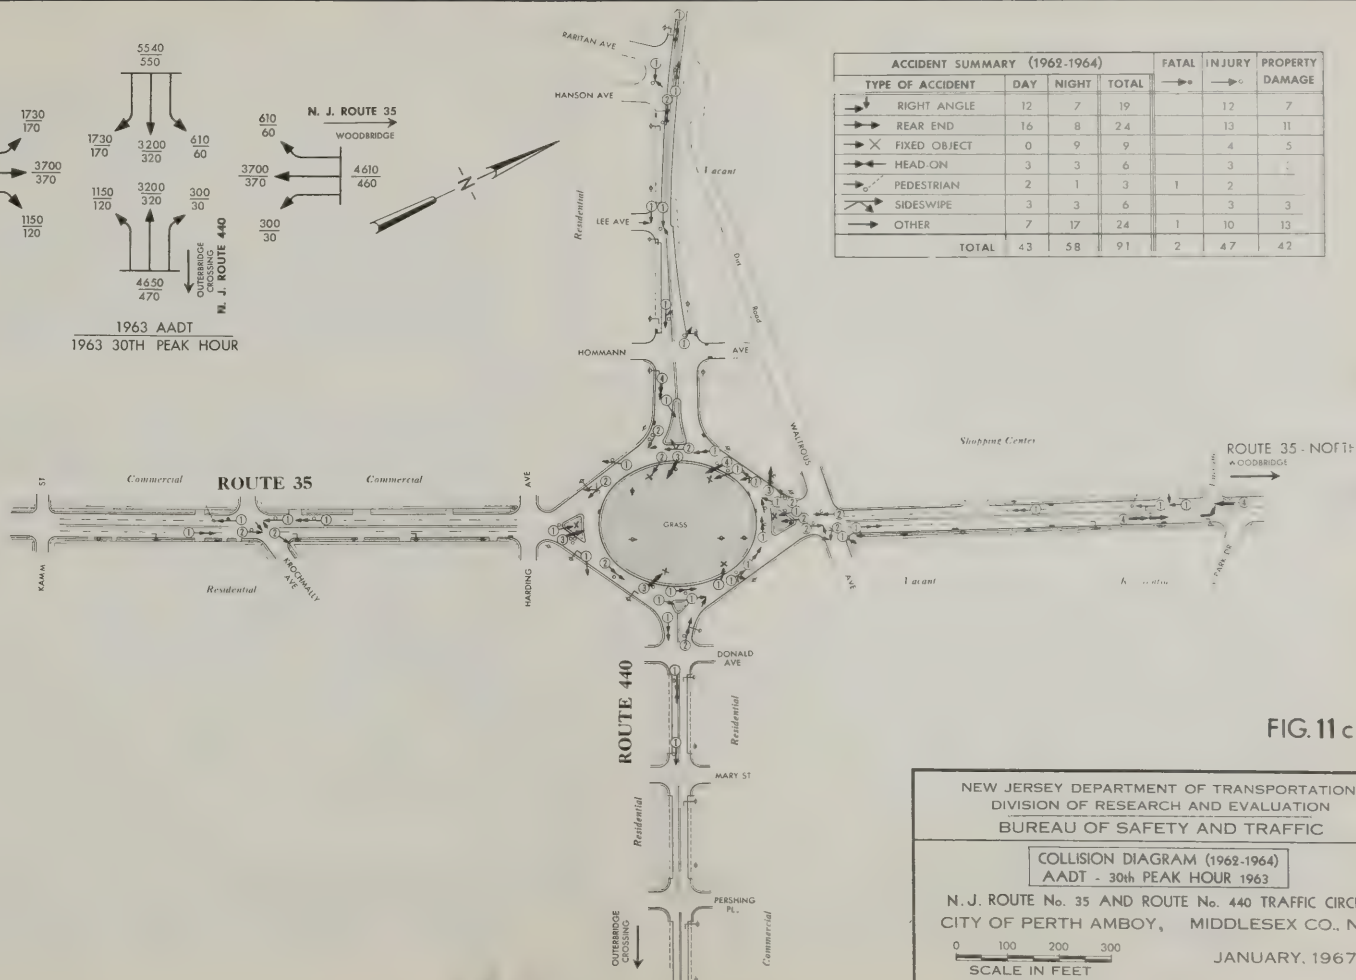 5540
550
1730
170
3700
370
1150
120
1730
170
3200
320
610
60
1150
120
3200
320
300
30
4650
470
610
60
3700
370
300
30
4610
460
N. J. ROUTE 35
WOODBRIDGE
OUTERBRIDGE
CROSSING
N. J. ROUTE 440
1963 AADT
1963 30TH PEAK HOUR
N
RARITAN AVE
HANSON AVE
LEE AVE
Residential
Vacant
Dirt
Road
HOMMANN AVE
WALTROUS
AVE
ACCIDENT SUMMARY (1962-1964) FATAL INJURY PROPERTY DAMAGE
TYPE OF ACCIDENT DAY NIGHT TOTAL
RIGHT ANGLE 12 7 19 12 7
REAR END 16 8 24 13 11
FIXED OBJECT 0 9 9 4 5
HEAD-ON 3 3 6 3
PEDESTRIAN 2 1 3 1 2
SIDESWIPE 3 3 6 3 3
OTHER 7 17 24 1 10 13
TOTAL 43 58 91 2 47 42
Shopping Center
ROUTE 35 - NORTH
WOODBRIDGE
Commercial ROUTE 35 Commercial
ST
KAMM
KROCHMALLY
AVE
Residential
AVE
HARDING
GRASS
Vacant
PARK DR
DONALD
AVE
ROUTE 440
Residential
MARY ST
Residential
PERSHING
PL.
OUTERBRIDGE
CROSSING
Commercial
FIG. 11 c
NEW JERSEY DEPARTMENT OF TRANSPORTATION
DIVISION OF RESEARCH AND EVALUATION
BUREAU OF SAFETY AND TRAFFIC
COLLISION DIAGRAM (1962-1964)
AADT - 30th PEAK HOUR 1963
N.J. ROUTE No. 35 AND ROUTE No. 440 TRAFFIC CIRC
CITY OF PERTH AMBOY, MIDDLESEX CO., N
0 100 200 300
SCALE IN FEET
JANUARY, 1967